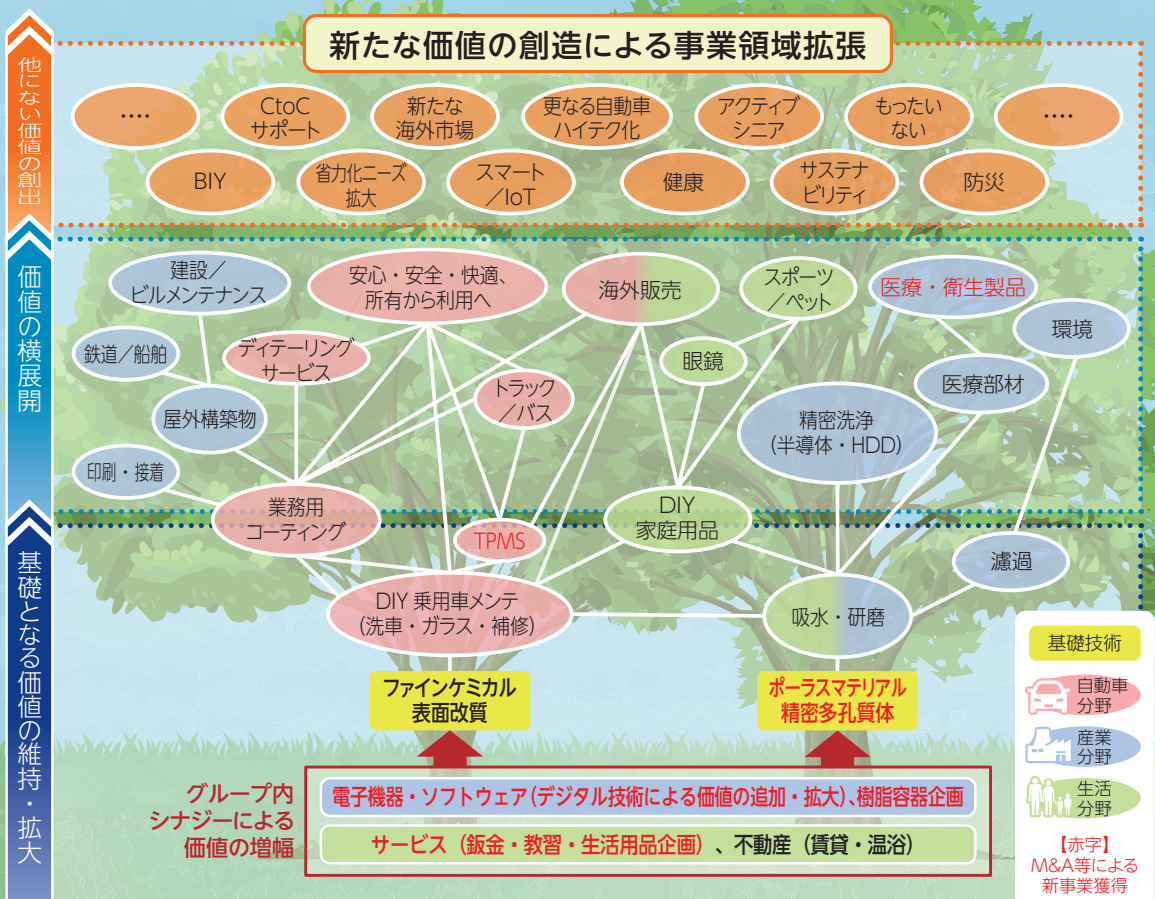 新たな価値の創造による事業領域拡張
他にない価値の創出
‥‥
CtoC
サポート
新たな
海外市場
更なる自動車
ハイテク化
アクティブ
シニア
もったい
ない
‥‥
BIY
省力化ニーズ
拡大
スマート
／IoT
健康
サステナ
ビリティ
防災
価値の横展開
建設／
ビルメンテナンス
安心・安全・快適、
所有から利用へ
海外販売
スポーツ
／ペット
医療・衛生製品
環境
鉄道／船舶
ディテーリング
サービス
眼鏡
トラック
／バス
医療部材
屋外構築物
精密洗浄
（半導体・HDD）
印刷・接着
業務用
コーティング
DIY
家庭用品
TPMS
濾過
基礎となる価値の維持・拡大
DIY 乗用車メンテ
（洗車・ガラス・補修）
吸水・研磨
ファインケミカル
表面改質
ポーラスマテリアル
精密多孔質体
グループ内
シナジーによる
価値の増幅
電子機器・ソフトウェア（デジタル技術による価値の追加・拡大）、樹脂容器企画
サービス（鈑金・教習・生活用品企画）、不動産（賃貸・温浴）
基礎技術
自動車
分野
産業
分野
生活
分野
【赤字】
M&A等による
新事業獲得